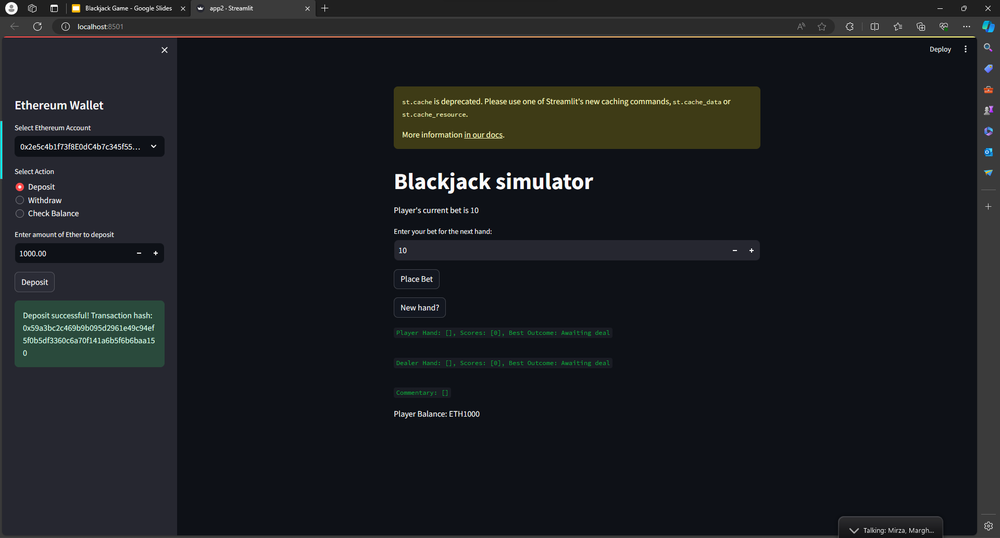 Blackjack Game - Google Slides
app2 · Streamlit
localhost:8501
Deploy
Ethereum Wallet
Select Ethereum Account
0x2e5c4b1f73f8E0dC4b7c345f55...
Select Action
Deposit
Withdraw
Check Balance
Enter amount of Ether to deposit
1000.00
Deposit
Deposit successful! Transaction hash:
0x59a3bc2c469b9b095d2961e49c94ef
5f0b5df3360c6a70f141a6b5f6b6baa15
0
st.cache is deprecated. Please use one of Streamlit's new caching commands, st.cache_data or
st.cache_resource.
More information in our docs.
Blackjack simulator
Player's current bet is 10
Enter your bet for the next hand:
10
Place Bet
New hand?
Player Hand: [], Scores: [0], Best Outcome: Awaiting deal
Dealer Hand: [], Scores: [0], Best Outcome: Awaiting deal
Commentary: []
Player Balance: ETH1000
Talking: Mirza, Margh...